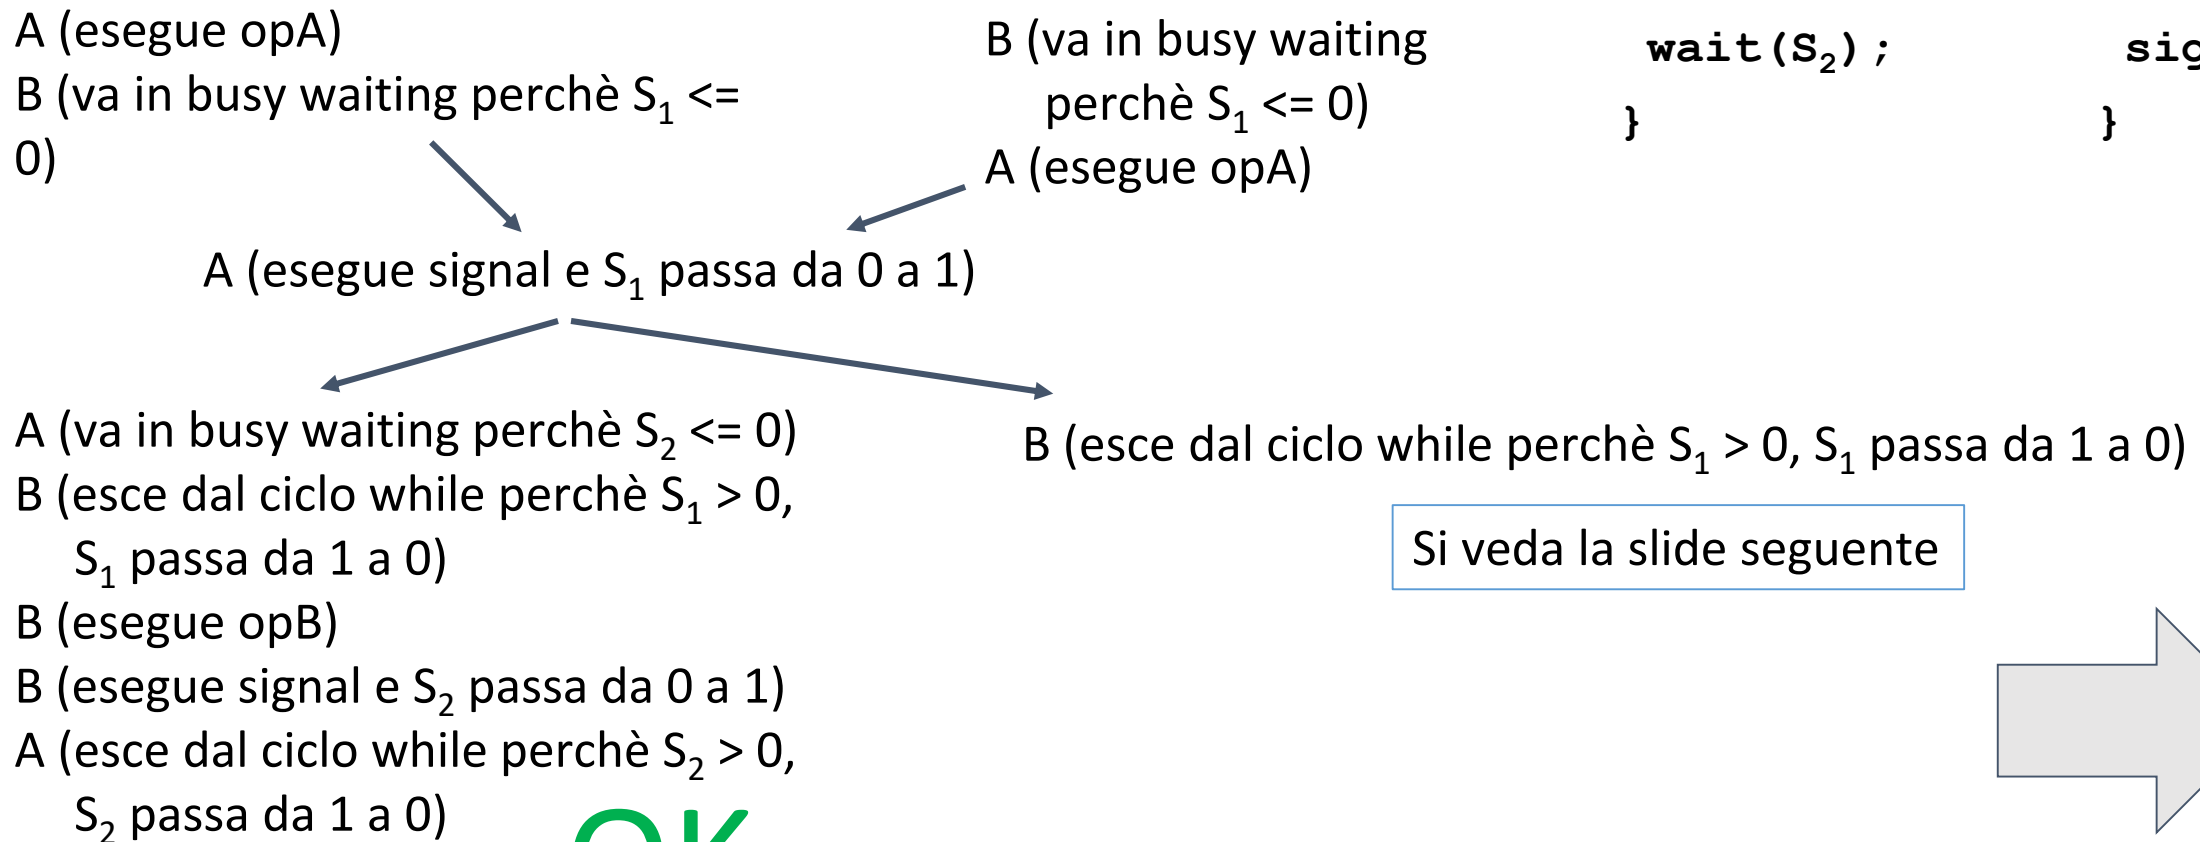 A (esegue opA)
B (va in busy waiting perchè S₁ <=
0)
B (va in busy waiting
perchè S₁ <= 0)
A (esegue opA)
wait(S₂);
sig
}
}
A (esegue signal e S₁ passa da 0 a 1)
A (va in busy waiting perchè S₂ <= 0)
B (esce dal ciclo while perchè S₁ > 0,
S₁ passa da 1 a 0)
B (esegue opB)
B (esegue signal e S₂ passa da 0 a 1)
A (esce dal ciclo while perchè S₂ > 0,
S₂ passa da 1 a 0)
OK
B (esce dal ciclo while perchè S₁ > 0, S₁ passa da 1 a 0)
Si veda la slide seguente